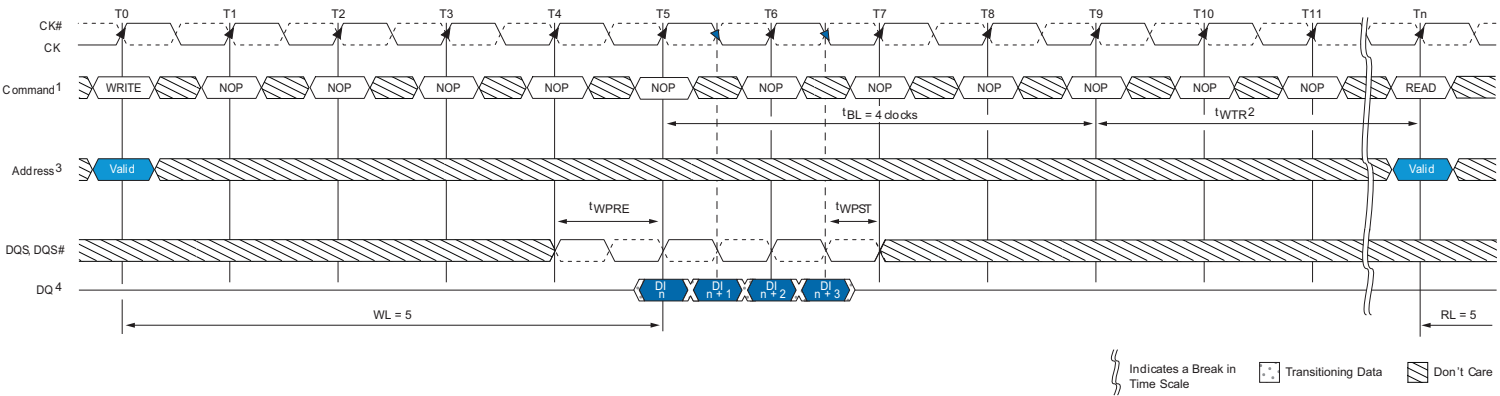 T0 T1 T2 T3 T4 T5 T6 T7 T8 T9 T10 T11 Tn
CK#
CK
Command1 WRITE NOP NOP NOP NOP NOP NOP NOP NOP NOP NOP NOP READ
tBL = 4 clocks tWTR2
Address3 Valid Valid
tWPRE tWPST
DQS, DQS#
DQ4 DI n DI n + 1 DI n + 2 DI n + 3
WL = 5 RL = 5
Indicates a Break in
Time Scale
Transitioning Data
Don't Care